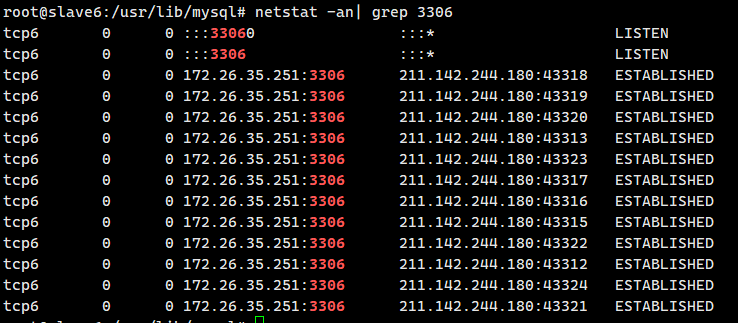 root@slave6:/usr/lib/mysql# netstat -an| grep 3306
tcp6 0 0 :::33060 :::* LISTEN
tcp6 0 0 :::3306 :::* LISTEN
tcp6 0 0 172.26.35.251:3306 211.142.244.180:43318 ESTABLISHED
tcp6 0 0 172.26.35.251:3306 211.142.244.180:43319 ESTABLISHED
tcp6 0 0 172.26.35.251:3306 211.142.244.180:43320 ESTABLISHED
tcp6 0 0 172.26.35.251:3306 211.142.244.180:43313 ESTABLISHED
tcp6 0 0 172.26.35.251:3306 211.142.244.180:43323 ESTABLISHED
tcp6 0 0 172.26.35.251:3306 211.142.244.180:43317 ESTABLISHED
tcp6 0 0 172.26.35.251:3306 211.142.244.180:43316 ESTABLISHED
tcp6 0 0 172.26.35.251:3306 211.142.244.180:43315 ESTABLISHED
tcp6 0 0 172.26.35.251:3306 211.142.244.180:43322 ESTABLISHED
tcp6 0 0 172.26.35.251:3306 211.142.244.180:43312 ESTABLISHED
tcp6 0 0 172.26.35.251:3306 211.142.244.180:43324 ESTABLISHED
tcp6 0 0 172.26.35.251:3306 211.142.244.180:43321 ESTABLISHED